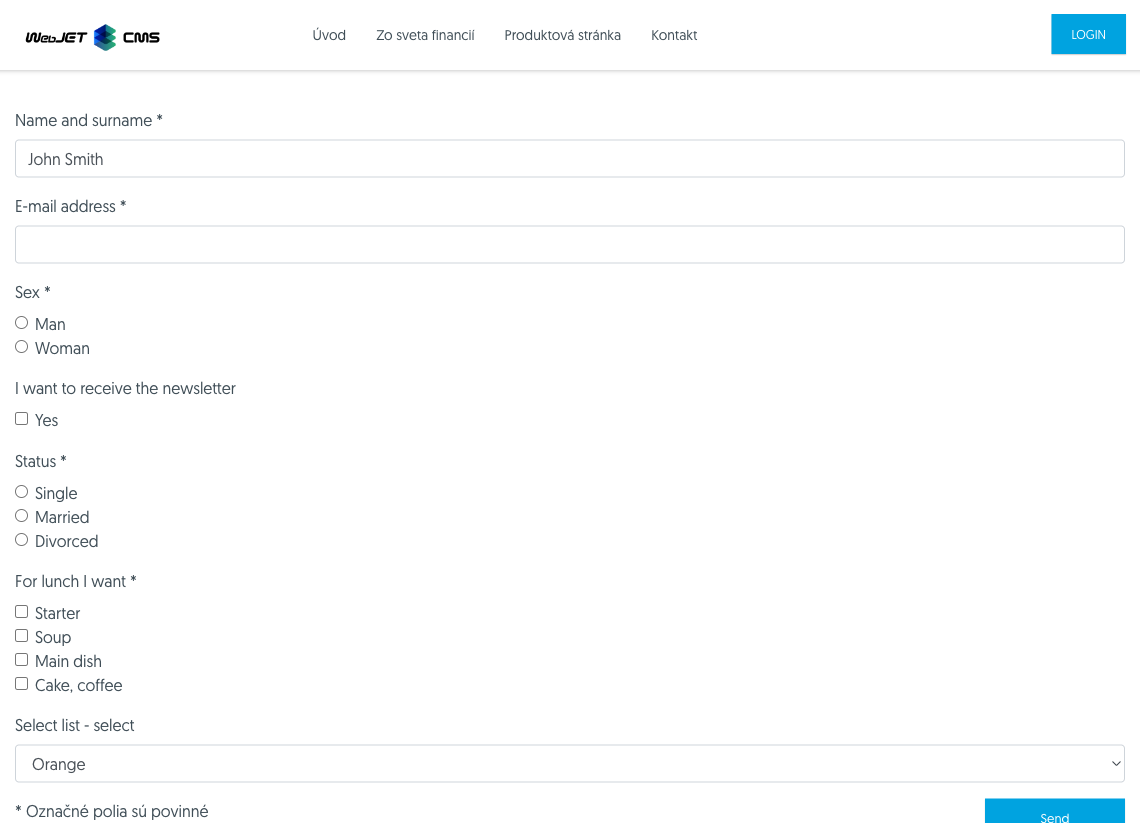 WebJET CMS
Úvod Zo sveta financií Produktová stránka Kontakt
LOGIN
Name and surname *
John Smith
E-mail address *
Sex *
Man
Woman
I want to receive the newsletter
Yes
Status *
Single
Married
Divorced
For lunch I want *
Starter
Soup
Main dish
Cake, coffee
Select list - select
Orange
* Označné polia sú povinné
Send